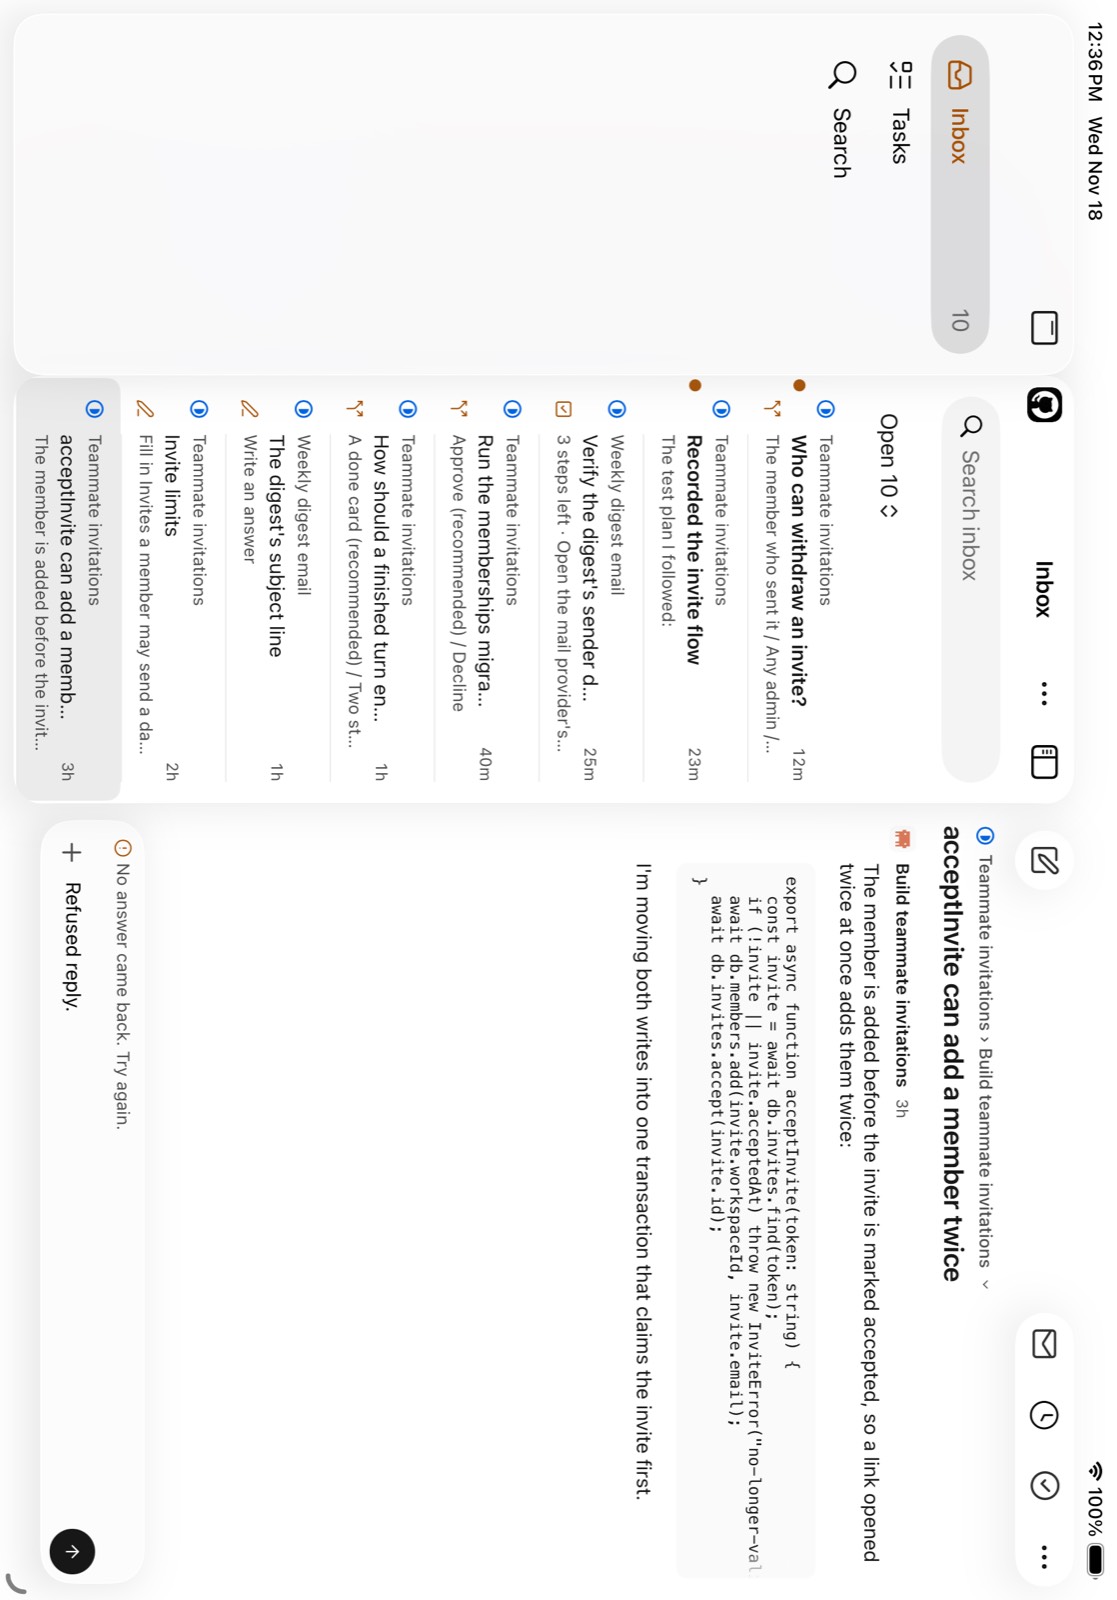 12:36 PM Wed Nov 18
100%
Inbox 10
Tasks
Search
Inbox
Search inbox
Open 10
Teammate invitations
Who can withdraw an invite? 12m
The member who sent it / Any admin /...
Teammate invitations
Recorded the invite flow 23m
The test plan I followed:
Weekly digest email
Verify the digest's sender d... 25m
3 steps left · Open the mail provider's...
Teammate invitations
Run the memberships migra... 40m
Approve (recommended) / Decline
Teammate invitations
How should a finished turn en... 1h
A done card (recommended) / Two st...
Weekly digest email
The digest's subject line 1h
Write an answer
Teammate invitations
Invite limits 2h
Fill in Invites a member may send a da...
Teammate invitations
acceptInvite can add a memb... 3h
The member is added before the invit...
Teammate invitations › Build teammate invitations
acceptInvite can add a member twice
Build teammate invitations 3h
The member is added before the invite is marked accepted, so a link opened
twice at once adds them twice:
export async function acceptInvite(token: string) {
  const invite = await db.invites.find(token);
  if (!invite || invite.acceptedAt) throw new InviteError("no-longer-val
  await db.members.add(invite.workspaceId, invite.email);
  await db.invites.accept(invite.id);
}
I'm moving both writes into one transaction that claims the invite first.
No answer came back. Try again.
Refused reply.